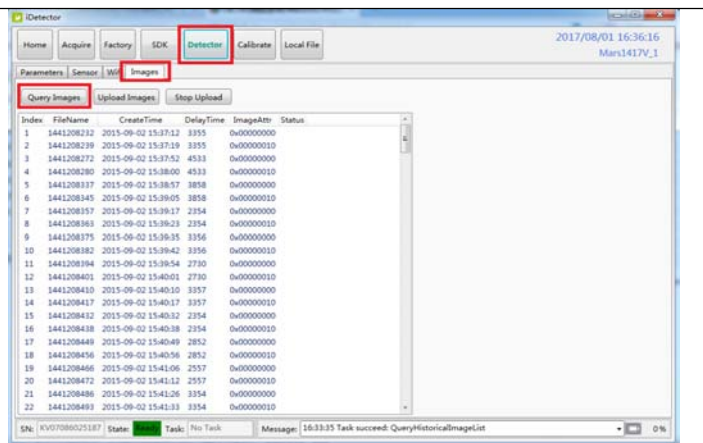 iDetector
Home Acquire Factory SDK Detector Calibrate Local File
2017/08/01 16:36:16
Mars1417V_1
Parameters Sensor Wifi Images
Query Images Upload Images Stop Upload
Index FileName CreateTime DelayTime ImageAttr Status
1 1441208232 2015-09-02 15:37:12 3355 0x00000000
2 1441208239 2015-09-02 15:37:19 3355 0x00000010
3 1441208272 2015-09-02 15:37:52 4533 0x00000000
4 1441208280 2015-09-02 15:38:00 4533 0x00000010
5 1441208337 2015-09-02 15:38:57 3858 0x00000000
6 1441208345 2015-09-02 15:39:05 3858 0x00000010
7 1441208357 2015-09-02 15:39:17 2354 0x00000000
8 1441208363 2015-09-02 15:39:23 2354 0x00000010
9 1441208375 2015-09-02 15:39:35 3356 0x00000000
10 1441208382 2015-09-02 15:39:42 3356 0x00000010
11 1441208394 2015-09-02 15:39:54 2730 0x00000000
12 1441208401 2015-09-02 15:40:01 2730 0x00000010
13 1441208410 2015-09-02 15:40:10 3357 0x00000000
14 1441208417 2015-09-02 15:40:17 3357 0x00000010
15 1441208432 2015-09-02 15:40:32 2354 0x00000000
16 1441208438 2015-09-02 15:40:38 2354 0x00000010
17 1441208449 2015-09-02 15:40:49 2852 0x00000000
18 1441208456 2015-09-02 15:40:56 2852 0x00000010
19 1441208466 2015-09-02 15:41:06 2557 0x00000000
20 1441208472 2015-09-02 15:41:12 2557 0x00000010
21 1441208486 2015-09-02 15:41:26 3354 0x00000000
22 1441208493 2015-09-02 15:41:33 3354 0x00000010
SN: KV07086025187 State: Ready Task: No Task Message: 16:33:35 Task succeed: QueryHistoricalImageList 0%